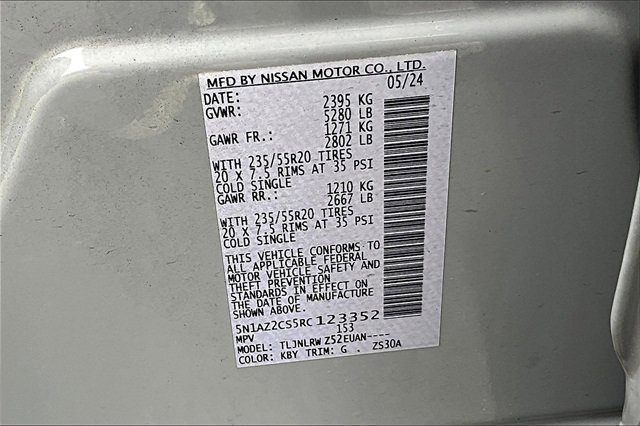 MFD BY NISSAN MOTOR CO., LTD.
DATE: 05/24
GVWR: 2395 KG
5280 LB
GAWR FR.: 1271 KG
2802 LB
WITH 235/55R20 TIRES
20 X 7.5 RIMS AT 35 PSI
COLD SINGLE
GAWR RR.: 1210 KG
2667 LB
WITH 235/55R20 TIRES
20 X 7.5 RIMS AT 35 PSI
COLD SINGLE
THIS VEHICLE CONFORMS TO
ALL APPLICABLE FEDERAL
MOTOR VEHICLE SAFETY AND
THEFT PREVENTION
STANDARDS IN EFFECT ON
THE DATE OF MANUFACTURE
SHOWN ABOVE.
5N1AZ2CS5RC123352
MPV 153
MODEL: TLJNLRW Z52EUAN----
COLOR: KBY TRIM: G . ZS30A